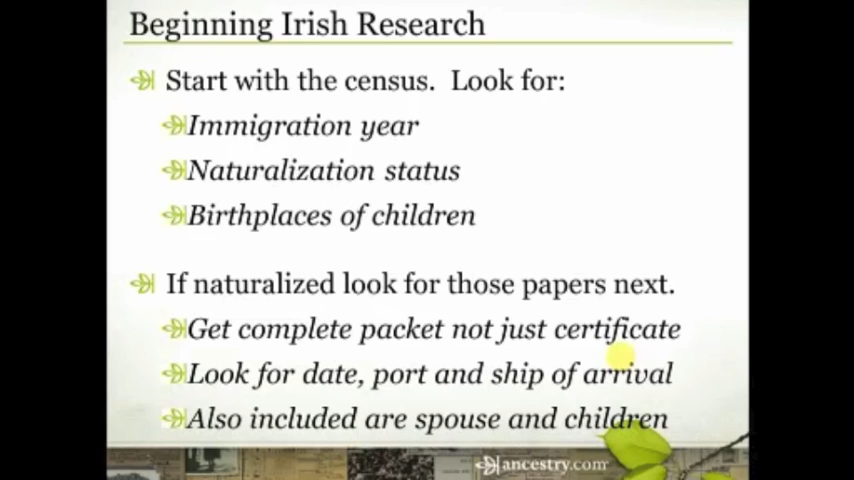 Beginning Irish Research
Start with the census. Look for:
Immigration year
Naturalization status
Birthplaces of children
If naturalized look for those papers next.
Get complete packet not just certificate
Look for date, port and ship of arrival
Also included are spouse and children
ancestry.com